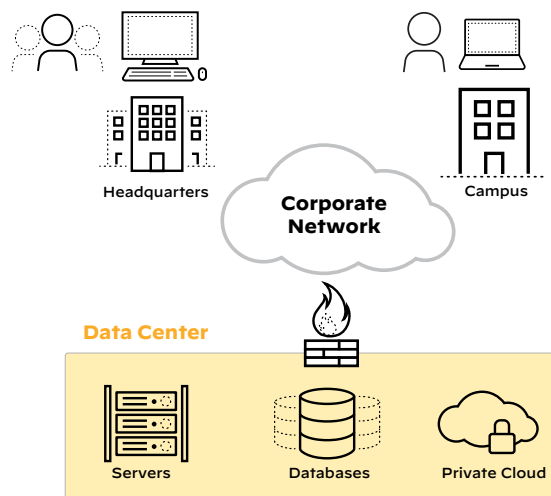 Headquarters
Campus
Corporate
Network
Data Center
Servers
Databases
Private Cloud